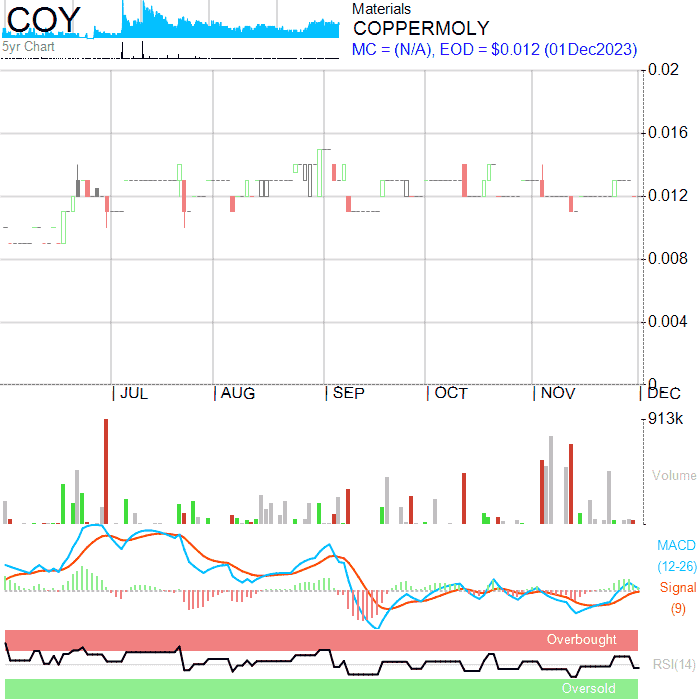 COY
5yr Chart
Materials
COPPERMOLY
MC = (N/A), EOD = $0.012 (01Dec2023)
0.02
0.016
0.012
0.008
0.004
0
JUL AUG SEP OCT NOV DEC
913k
Volume
MACD
(12-26)
Signal
(9)
Overbought
RSI(14)
Oversold